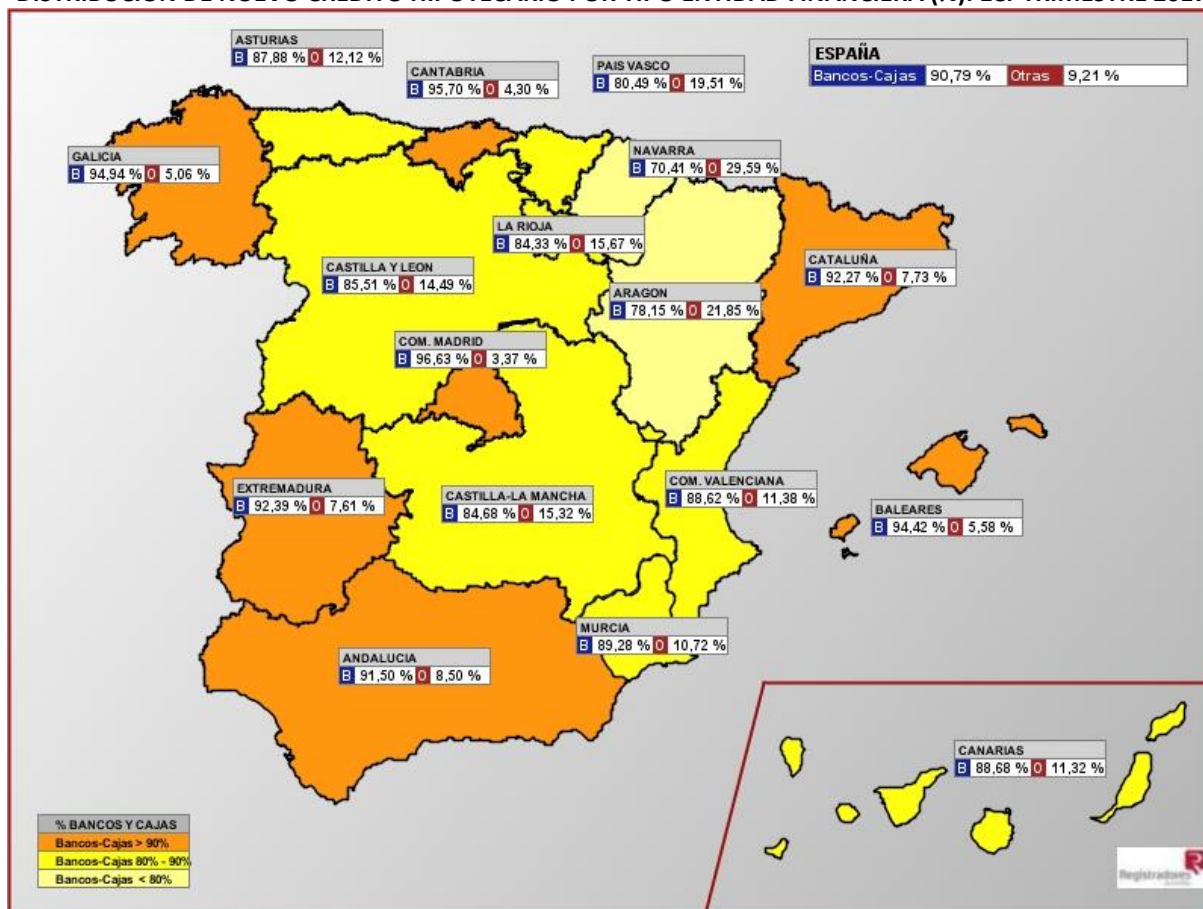 ASTURIAS
B 87,88 % O 12,12 %
CANTABRIA
B 95,70 % O 4,30 %
PAIS VASCO
B 80,49 % O 19,51 %
ESPAÑA
Bancos-Cajas 90,79 % Otras 9,21 %
GALICIA
B 94,94 % O 5,06 %
NAVARRA
B 70,41 % O 29,59 %
LA RIOJA
B 84,33 % O 15,67 %
CASTILLA Y LEON
B 85,51 % O 14,49 %
CATALUÑA
B 92,27 % O 7,73 %
ARAGON
B 78,15 % O 21,85 %
COM. MADRID
B 96,63 % O 3,37 %
EXTREMADURA
B 92,39 % O 7,61 %
CASTILLA-LA MANCHA
B 84,68 % O 15,32 %
COM. VALENCIANA
B 88,62 % O 11,38 %
BALEARES
B 94,42 % O 5,58 %
MURCIA
B 89,28 % O 10,72 %
ANDALUCIA
B 91,50 % O 8,50 %
CANARIAS
B 88,68 % O 11,32 %
% BANCOS Y CAJAS
Bancos-Cajas > 90%
Bancos-Cajas 80% - 90%
Bancos-Cajas < 80%
Registradores